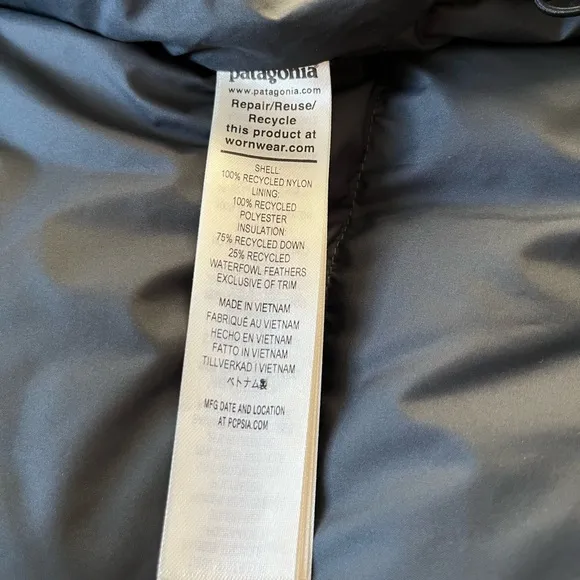 patagonia
www.patagonia.com
Repair/Reuse/
Recycle
this product at
wornwear.com
SHELL:
100% RECYCLED NYLON
LINING:
100% RECYCLED
POLYESTER
INSULATION:
75% RECYCLED DOWN
25% RECYCLED
WATERFOWL FEATHERS
EXCLUSIVE OF TRIM
MADE IN VIETNAM
FABRIQUÉ AU VIETNAM
HECHO EN VIETNAM
FATTO IN VIETNAM
TILLVERKAD I VIETNAM
ベトナム製
MFG DATE AND LOCATION
AT PCPSIA.COM